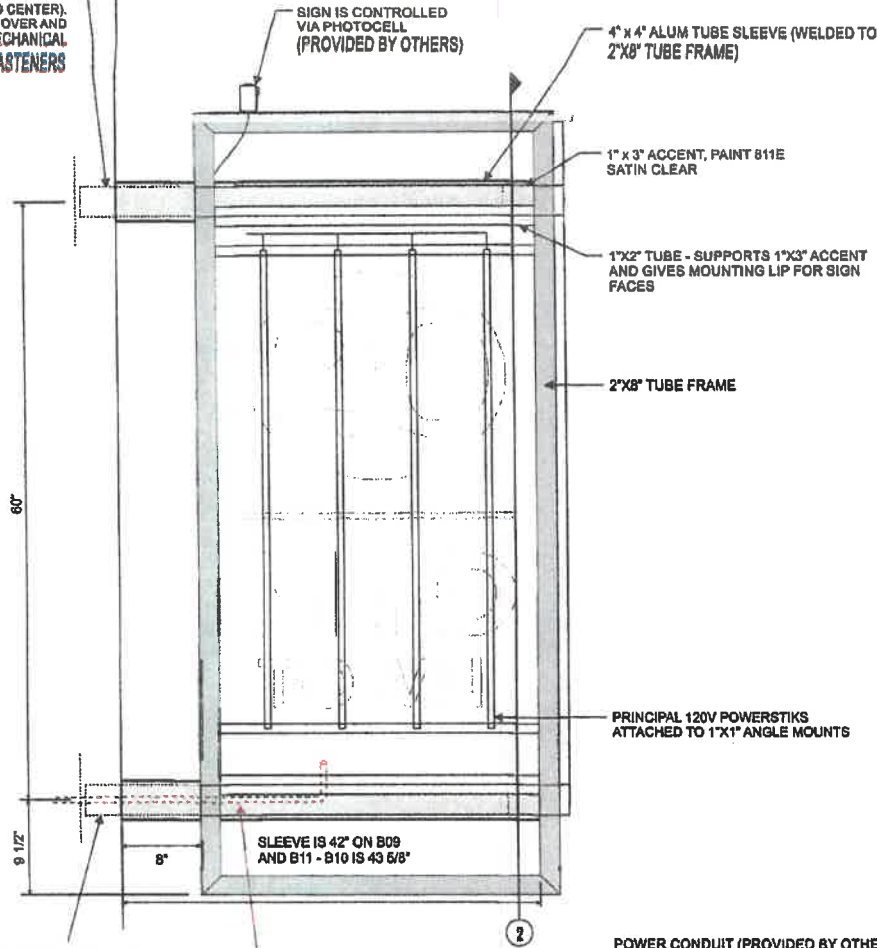 O CENTER).
OVER AND
ECHANICAL
ASTENERS
SIGN IS CONTROLLED
VIA PHOTOCELL
(PROVIDED BY OTHERS)
4" x 4" ALUM TUBE SLEEVE (WELDED TO
2"X8" TUBE FRAME)
1" x 3" ACCENT, PAINT 811E
SATIN CLEAR
1"X2" TUBE - SUPPORTS 1"X3" ACCENT
AND GIVES MOUNTING LIP FOR SIGN
FACES
2"X8" TUBE FRAME
60"
PRINCIPAL 120V POWERSTIKS
ATTACHED TO 1"X1" ANGLE MOUNTS
9 1/2"
8"
SLEEVE IS 42" ON B09
AND B11 - B10 IS 43 5/8"
2
POWER CONDUIT (PROVIDED BY OTHE